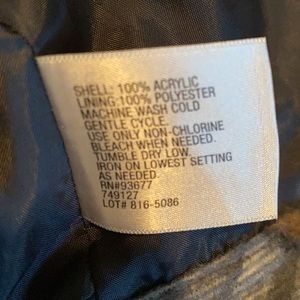 SHELL: 100% ACRYLIC
LINING:100% POLYESTER
MACHINE WASH COLD
GENTLE CYCLE.
USE ONLY NON-CHLORINE
BLEACH WHEN NEEDED.
TUMBLE DRY LOW.
IRON ON LOWEST SETTING
AS NEEDED.
RN#93677
749127
LOT# 816-5086